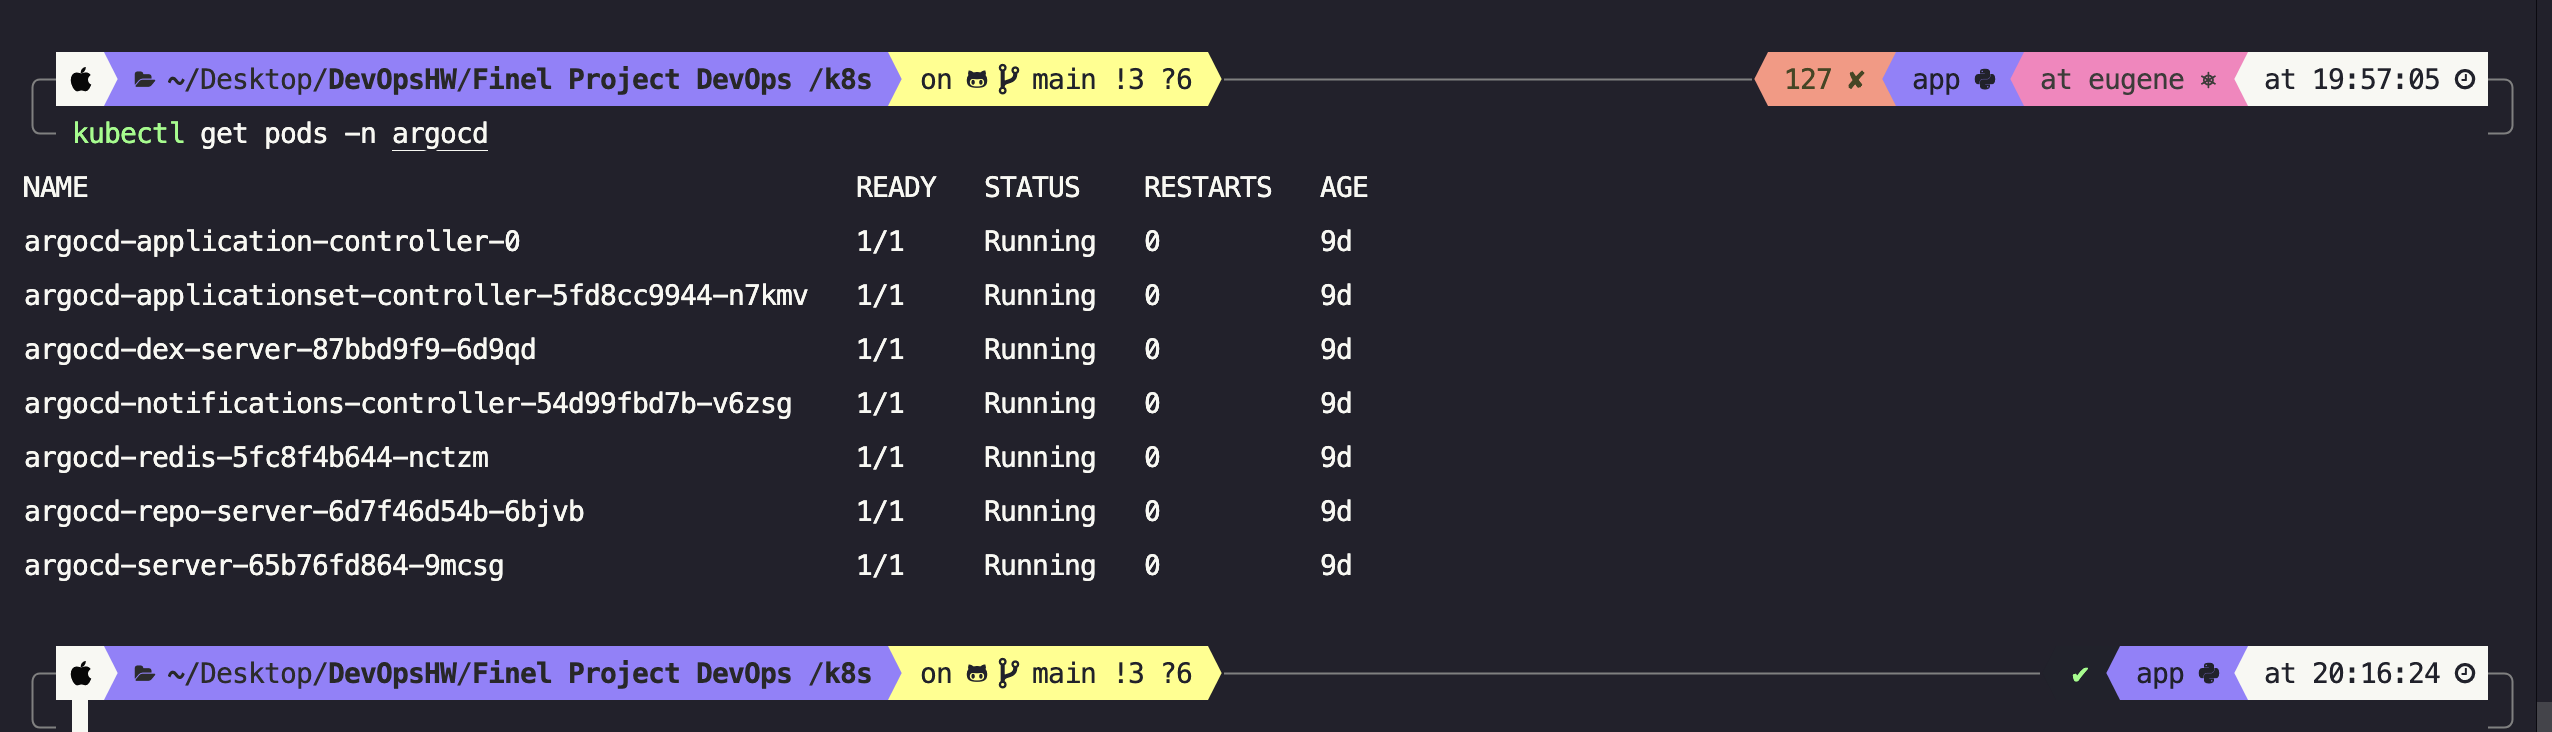 ~/Desktop/DevOpsHW/Finel Project DevOps /k8s on main !3 ?6 127 ✘ app at eugene ⎈ at 19:57:05
kubectl get pods -n argocd
NAME READY STATUS RESTARTS AGE
argocd-application-controller-0 1/1 Running 0 9d
argocd-applicationset-controller-5fd8cc9944-n7kmv 1/1 Running 0 9d
argocd-dex-server-87bbd9f9-6d9qd 1/1 Running 0 9d
argocd-notifications-controller-54d99fbd7b-v6zsg 1/1 Running 0 9d
argocd-redis-5fc8f4b644-nctzm 1/1 Running 0 9d
argocd-repo-server-6d7f46d54b-6bjvb 1/1 Running 0 9d
argocd-server-65b76fd864-9mcsg 1/1 Running 0 9d
~/Desktop/DevOpsHW/Finel Project DevOps /k8s on main !3 ?6 ✔ app at 20:16:24